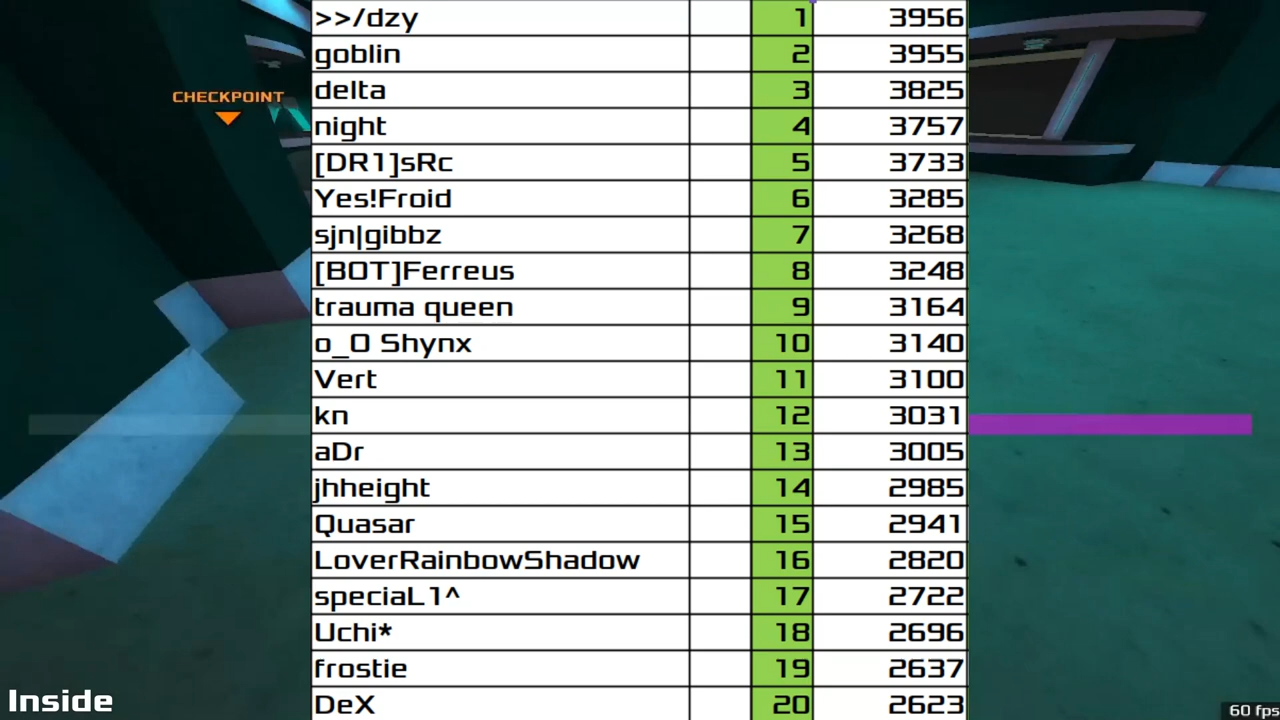 >>/dzy 1 3956
goblin 2 3955
delta 3 3825
CHECKPOINT
night 4 3757
[DR1]sRc 5 3733
Yes!Froid 6 3285
sjn|gibbz 7 3268
[BOT]Ferreus 8 3248
trauma queen 9 3164
o_O Shynx 10 3140
Vert 11 3100
kn 12 3031
aDr 13 3005
jhheight 14 2985
Quasar 15 2941
LoverRainbowShadow 16 2820
speciaL1^ 17 2722
Uchi* 18 2696
frostie 19 2637
DeX 20 2623
Inside
60 fps